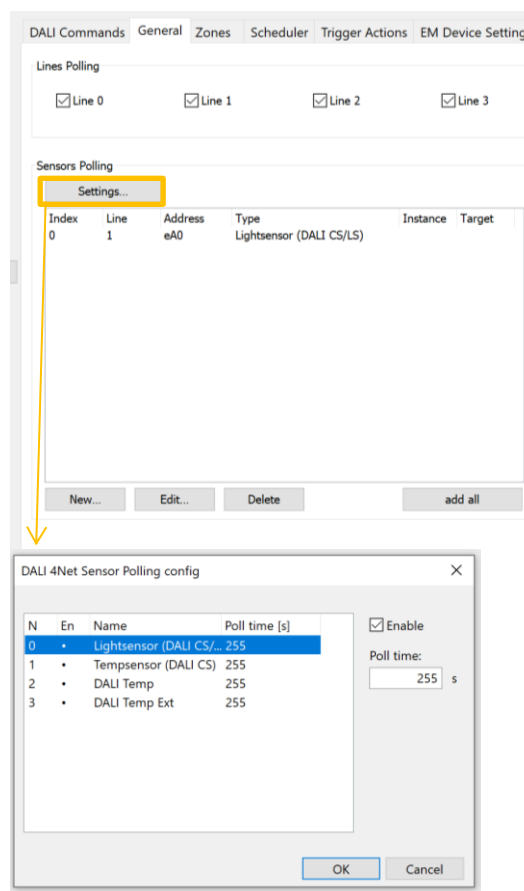 DALI Commands General Zones Scheduler Trigger Actions EM Device Setting
Lines Polling
Line 0 Line 1 Line 2 Line 3
Sensors Polling
Settings...
Index Line Address Type Instance Target
0 1 eA0 Lightsensor (DALI CS/LS)
New... Edit... Delete add all
DALI 4Net Sensor Polling config
N En Name Poll time [s]
0 • Lightsensor (DALI CS/... 255
1 • Tempsensor (DALI CS) 255
2 • DALI Temp 255
3 • DALI Temp Ext 255
Enable
Poll time:
255 s
OK Cancel